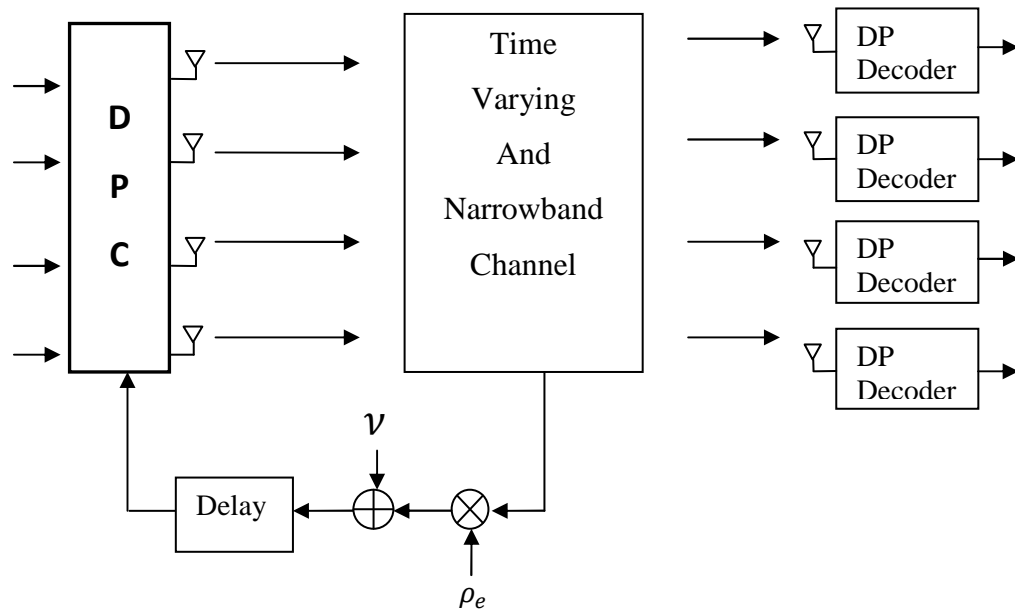 D
P
C
Time
Varying
And
Narrowband
Channel
DP
Decoder
DP
Decoder
DP
Decoder
DP
Decoder
𝒱
Delay
ρₑ